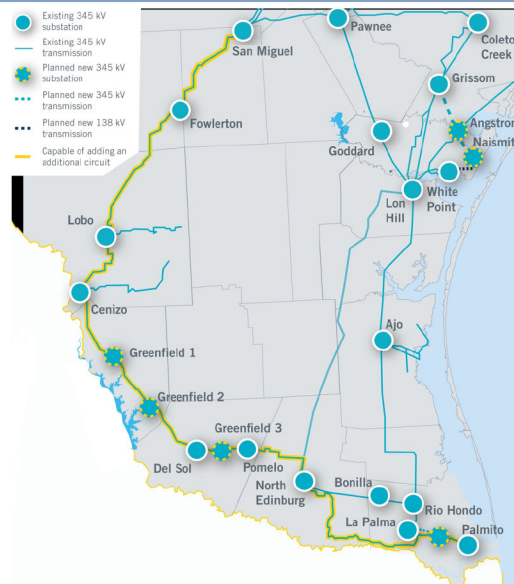 Existing 345 kV
substation
Existing 345 kV
transmission
Planned new 345 kV
substation
Planned new 345 kV
transmission
Planned new 138 kV
transmission
Capable of adding an
additional circuit
San Miguel
Pawnee
Coleto
Creek
Grissom
Fowlerton
Goddard
Angstrom
Naismith
White
Point
Lon
Hill
Lobo
Cenizo
Ajo
Greenfield 1
Greenfield 2
Greenfield 3
Del Sol
Pomelo
North
Edinburg
Bonilla
Rio Hondo
La Palma
Palmito